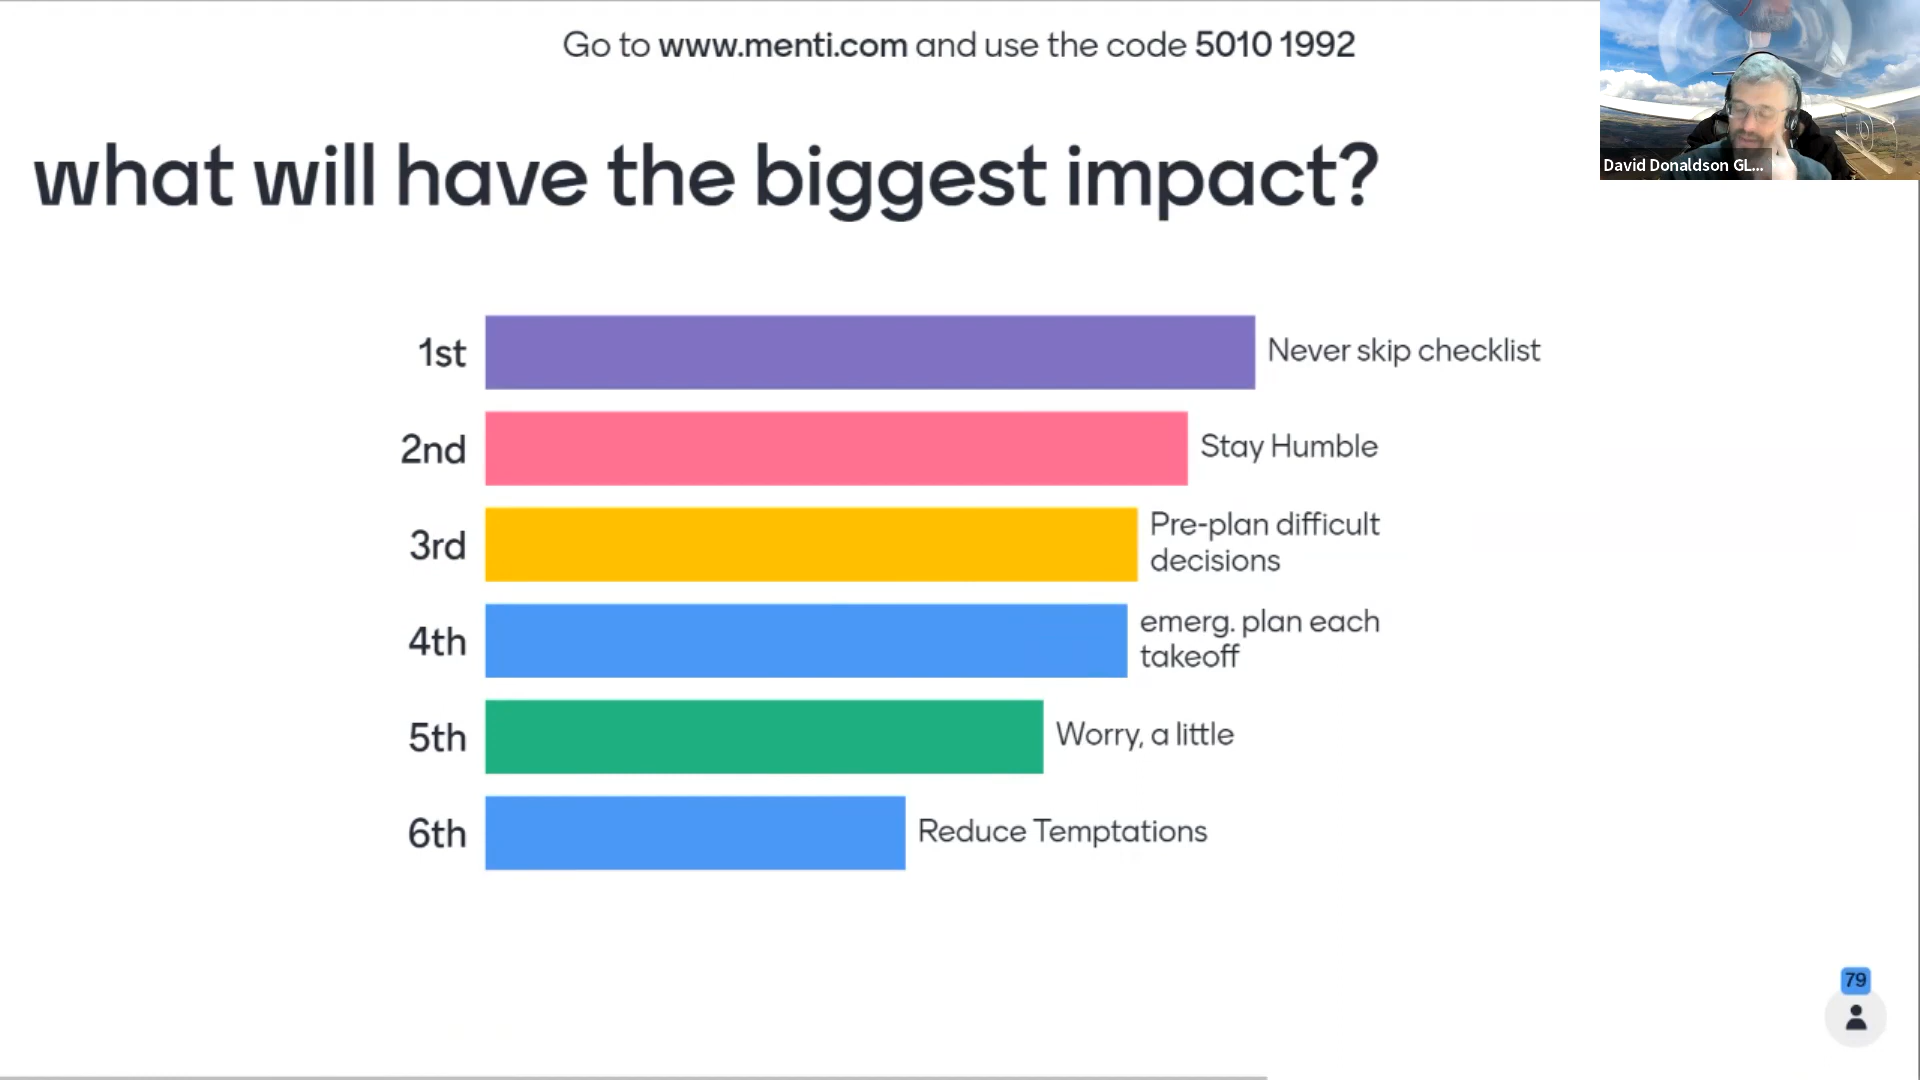 Go to www.menti.com and use the code 5010 1992
David Donaldson GL...
what will have the biggest impact?
1st
Never skip checklist
2nd
Stay Humble
3rd
Pre-plan difficult
decisions
4th
emerg. plan each
takeoff
5th
Worry, a little
6th
Reduce Temptations
79